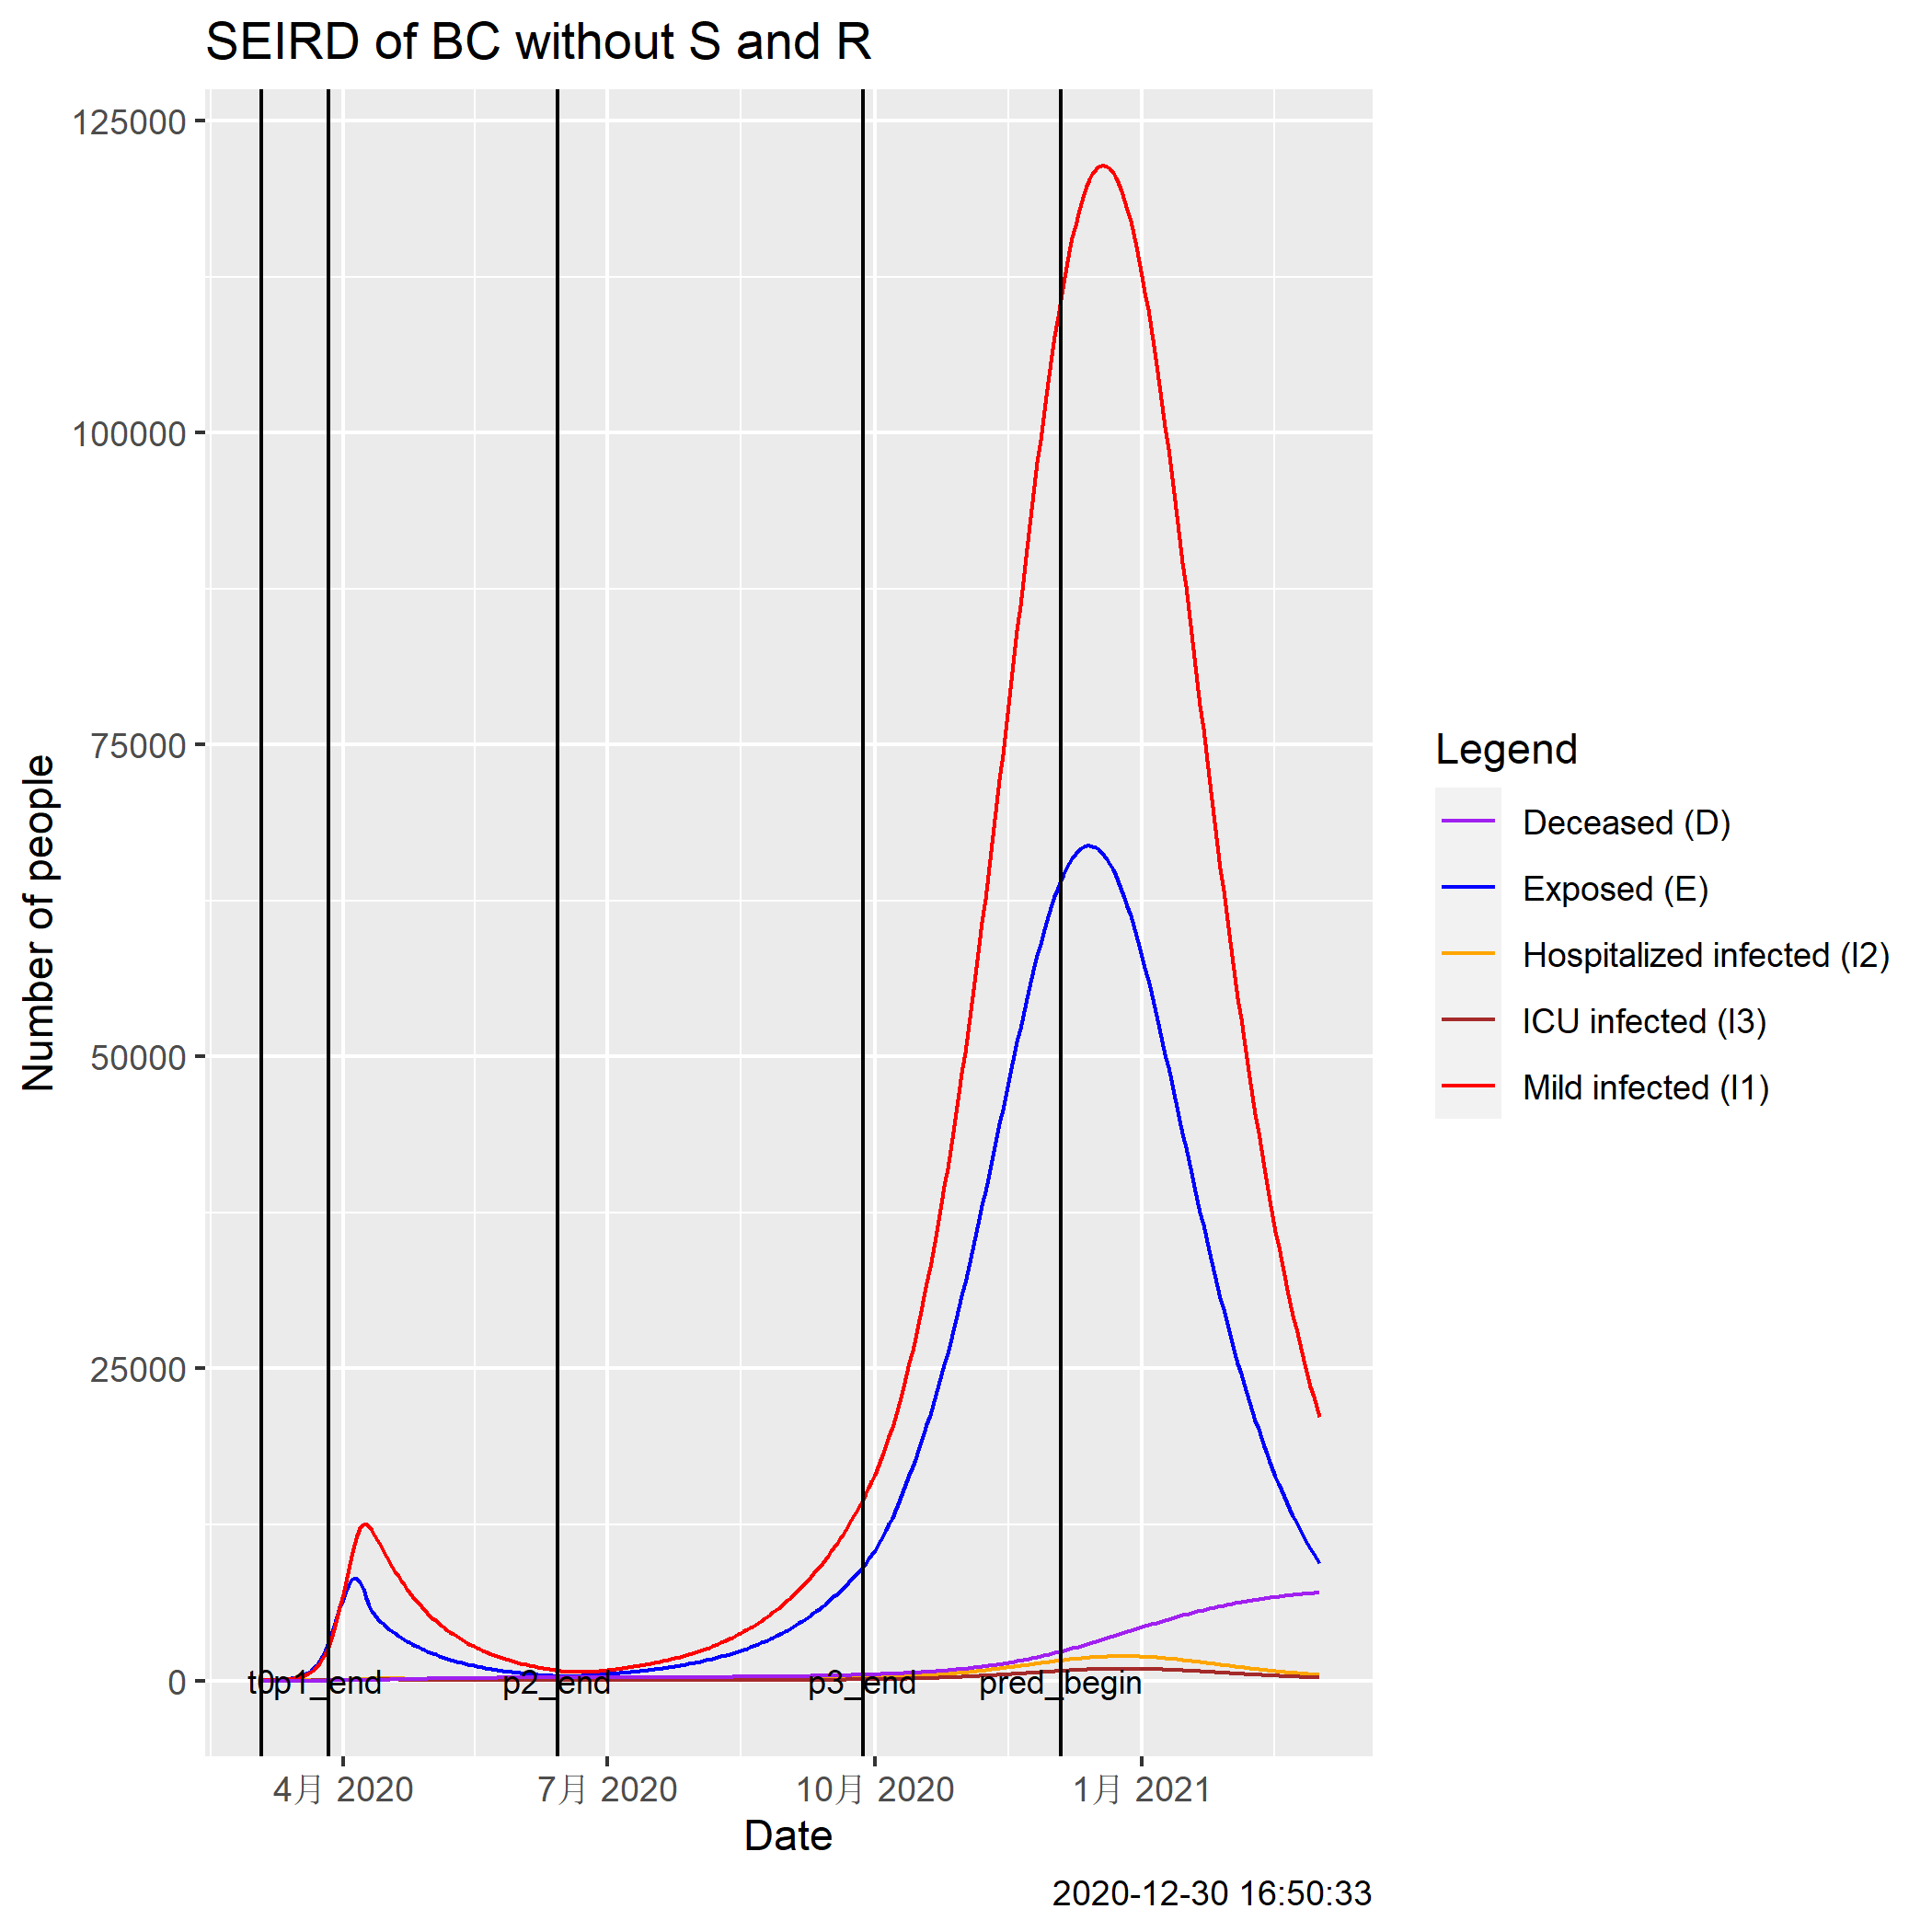 SEIRD of BC without S and R
125000
100000
75000
50000
25000
0
Number of people
t0
p1_end
p2_end
p3_end
pred_begin
4月 2020
7月 2020
10月 2020
1月 2021
Date
Legend
Deceased (D)
Exposed (E)
Hospitalized infected (I2)
ICU infected (I3)
Mild infected (I1)
2020-12-30 16:50:33